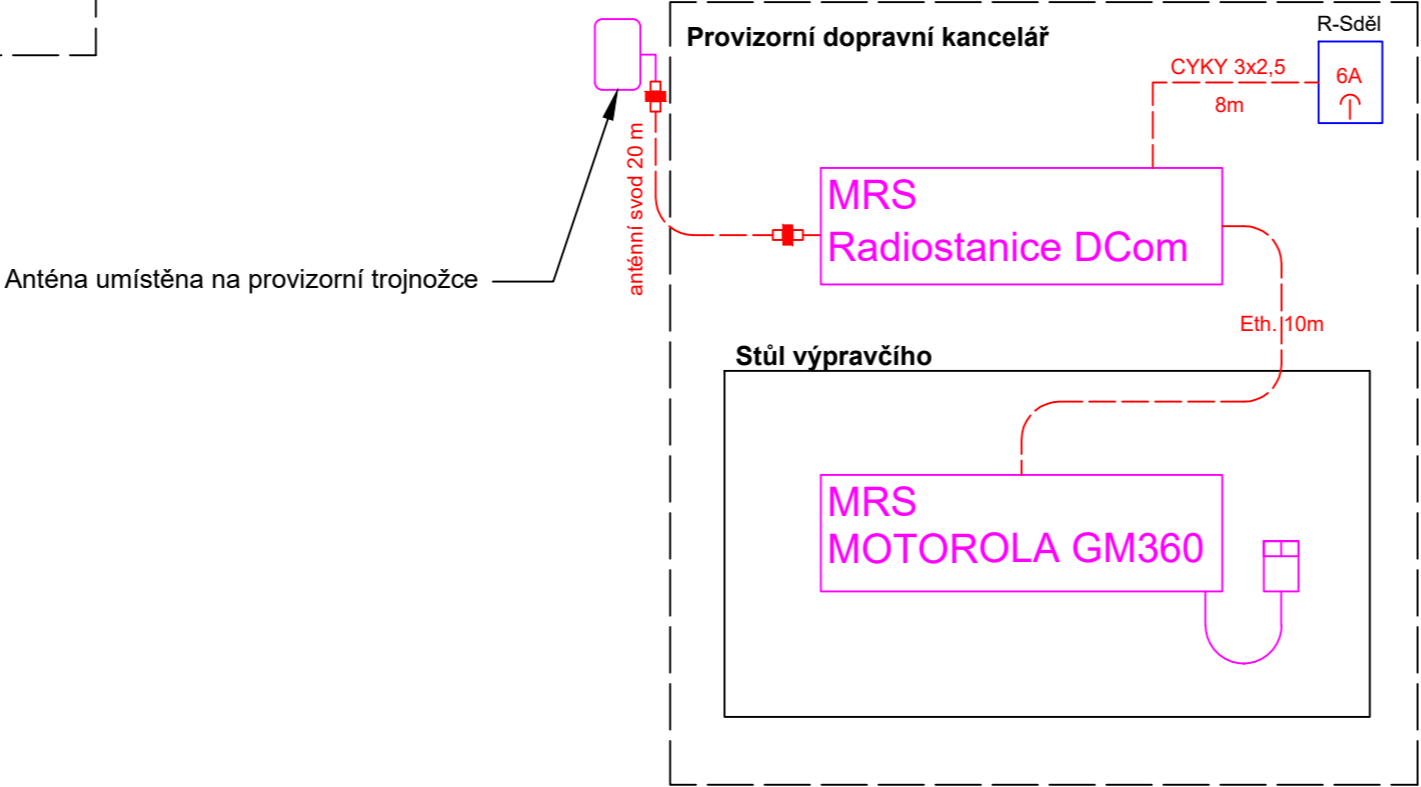 Provizorní dopravní kancelář
R-Sděl
CYKY 3x2,5
8m
6A
anténní svod 20 m
MRS
Radiostanice DCom
Anténa umístěna na provizorní trojnožce
Eth. 10m
Stůl výpravčího
MRS
MOTOROLA GM360